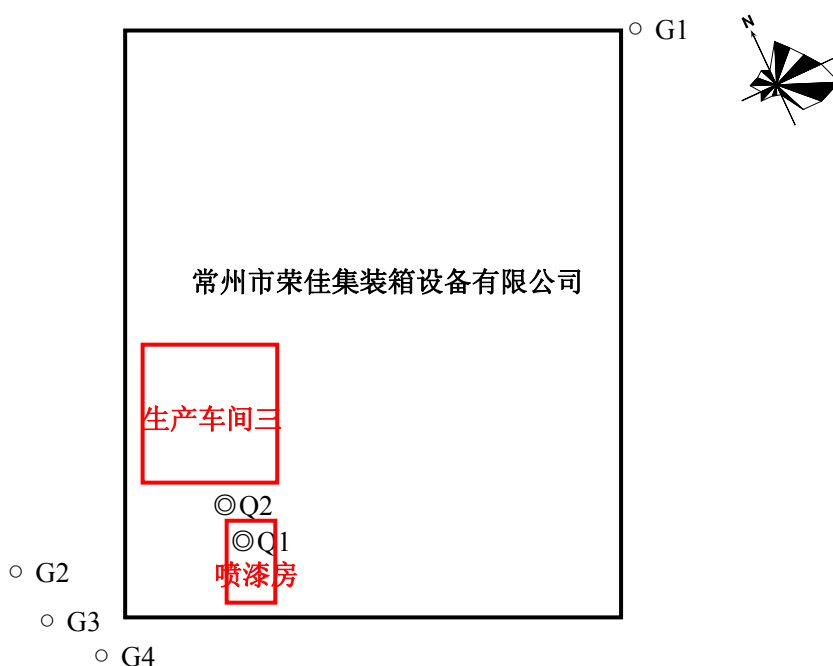 ○ G1
N
常州市荣佳集装箱设备有限公司
生产车间三
◎Q2
◎Q1
喷漆房
○ G2
○ G3
○ G4